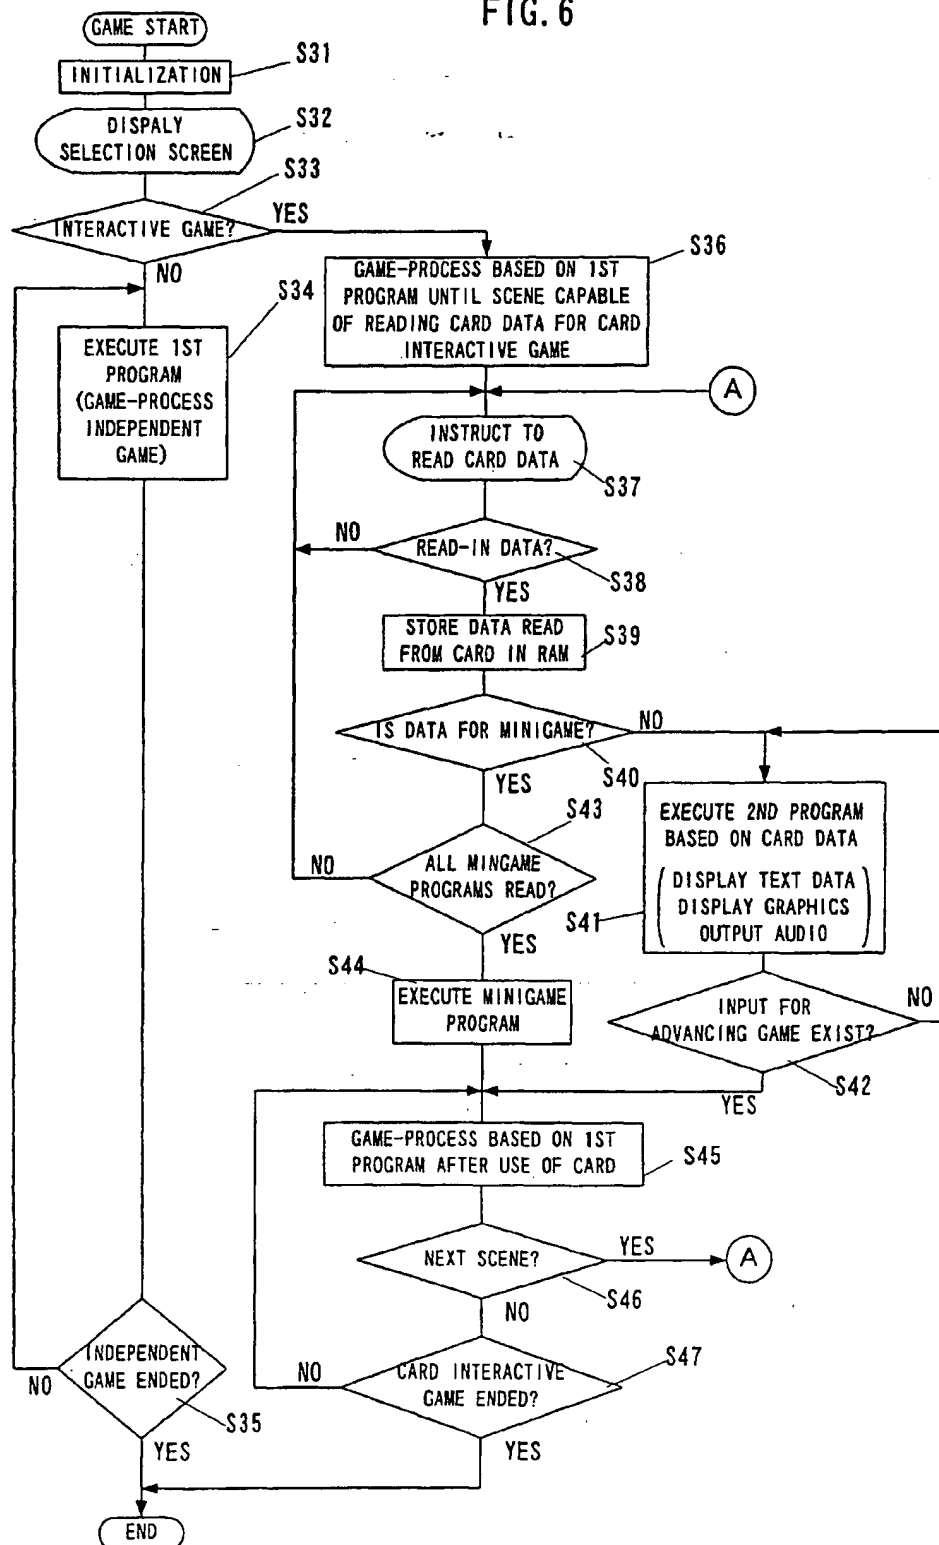 FIG. 6
GAME START
S31
INITIALIZATION
S32
DISPALY
SELECTION SCREEN
S33
INTERACTIVE GAME?
YES
NO
S34
EXECUTE 1ST
PROGRAM
(GAME-PROCESS
INDEPENDENT
GAME)
S36
GAME-PROCESS BASED ON 1ST
PROGRAM UNTIL SCENE CAPABLE
OF READING CARD DATA FOR CARD
INTERACTIVE GAME
A
INSTRUCT TO
READ CARD DATA
S37
NO
READ-IN DATA?
S38
YES
STORE DATA READ
FROM CARD IN RAM
S39
IS DATA FOR MINIGAME?
NO
S40
YES
S43
NO
ALL MINGAME
PROGRAMS READ?
YES
EXECUTE 2ND PROGRAM
BASED ON CARD DATA
(DISPLAY TEXT DATA
DISPLAY GRAPHICS
OUTPUT AUDIO)
S41
S44
EXECUTE MINIGAME
PROGRAM
INPUT FOR
ADVANCING GAME EXIST?
NO
S42
YES
GAME-PROCESS BASED ON 1ST
PROGRAM AFTER USE OF CARD
S45
NEXT SCENE?
YES
A
S46
NO
S47
NO
CARD INTERACTIVE
GAME ENDED?
YES
INDEPENDENT
GAME ENDED?
NO
S35
YES
END